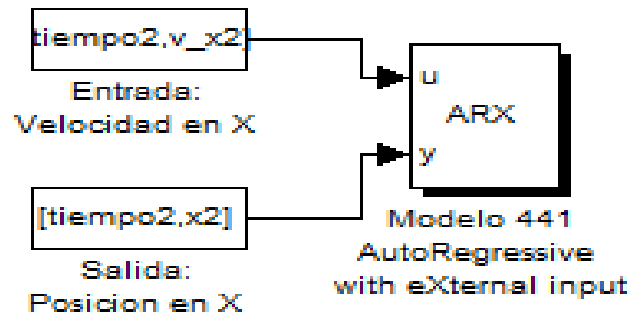 tiempo2,v_x2]
Entrada:
Velocidad en X
u
ARX
y
[tiempo2,x2]
Salida:
Posicion en X
Modelo 441
AutoRegressive
with eXternal input